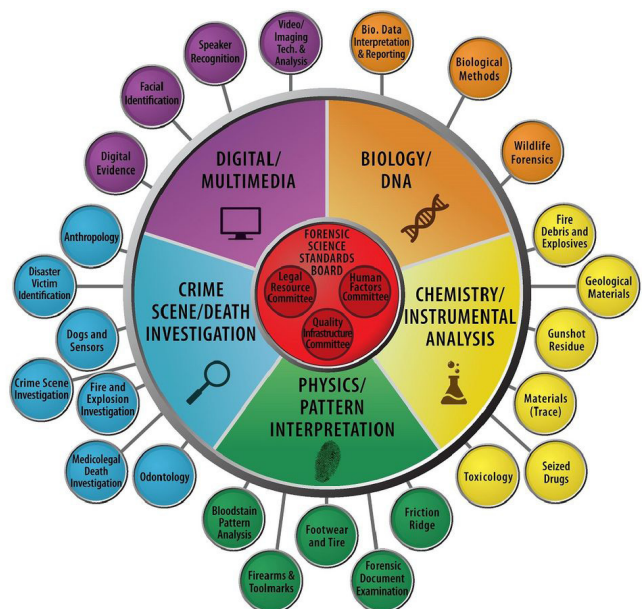 Video/
Imaging
Tech. &
Analysis
Bio. Data
Interpretation
& Reporting
Speaker
Recognition
Biological
Methods
Facial
Identification
Wildlife
Forensics
Digital
Evidence
DIGITAL/
MULTIMEDIA
BIOLOGY/
DNA
Anthropology
Fire
Debris and
Explosives
FORENSIC
SCIENCE
STANDARDS
BOARD
Legal
Resource
Committee
Human
Factors
Committee
Quality
Infrastructure
Committee
Disaster
Victim
Identification
CRIME
SCENE/DEATH
INVESTIGATION
CHEMISTRY/
INSTRUMENTAL
ANALYSIS
Geological
Materials
Dogs and
Sensors
Gunshot
Residue
Crime Scene
Investigation
Fire and
Explosion
Investigation
PHYSICS/
PATTERN
INTERPRETATION
Materials
(Trace)
Medicolegal
Death
Investigation
Odontology
Toxicology
Seized
Drugs
Bloodstain
Pattern
Analysis
Footwear
and Tire
Friction
Ridge
Firearms &
Toolmarks
Forensic
Document
Examination